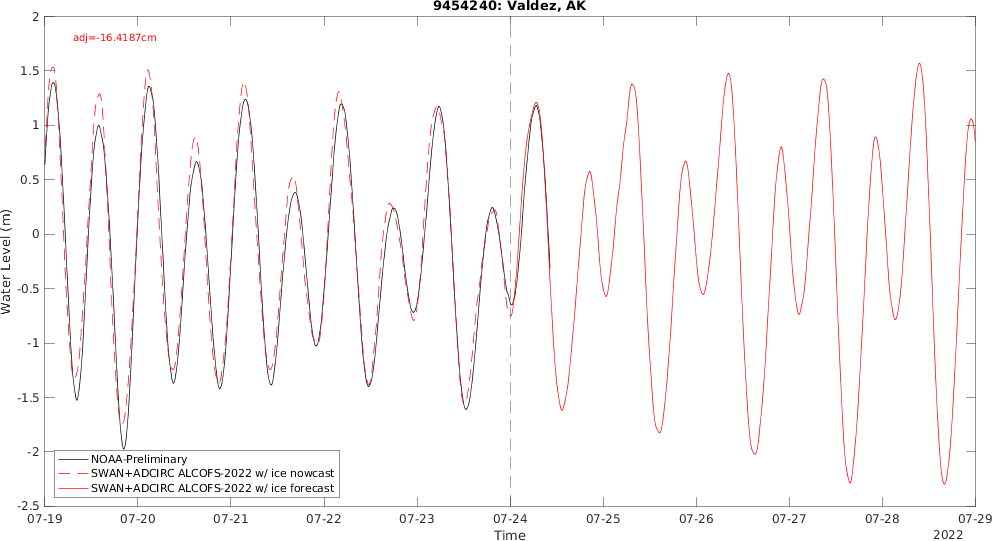 9454240: Valdez, AK
adj=-16.4187cm
2
1.5
1
0.5
0
-0.5
-1
-1.5
-2
-2.5
Water Level (m)
NOAA-Preliminary
SWAN+ADCIRC ALCOFS-2022 w/ ice nowcast
SWAN+ADCIRC ALCOFS-2022 w/ ice forecast
07-19 07-20 07-21 07-22 07-23 07-24 07-25 07-26 07-27 07-28 07-29
Time
2022